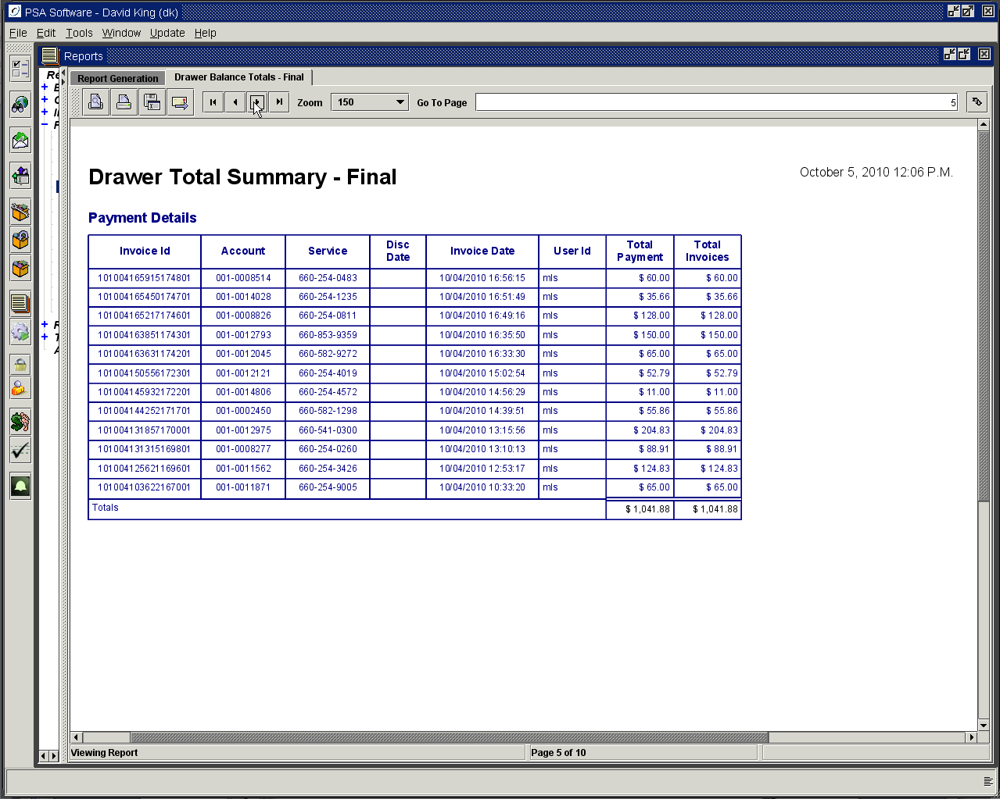 PSA Software - David King (dk)
File Edit Tools Window Update Help
Reports
Report Generation Drawer Balance Totals - Final
Zoom 150 Go To Page 5
Drawer Total Summary - Final
October 5, 2010 12:06 P.M.
Payment Details
Invoice Id Account Service Disc Date Invoice Date User Id Total Payment Total Invoices
101004165915174801 001-0008514 660-254-0483 10/04/2010 16:56:15 mls $ 60.00 $ 60.00
101004165450174701 001-0014028 660-254-1235 10/04/2010 16:51:49 mls $ 35.66 $ 35.66
101004165217174601 001-0008826 660-254-0811 10/04/2010 16:49:16 mls $ 128.00 $ 128.00
101004163851174301 001-0012793 660-853-9359 10/04/2010 16:35:50 mls $ 150.00 $ 150.00
101004163631174201 001-0012045 660-582-9272 10/04/2010 16:33:30 mls $ 65.00 $ 65.00
101004150556172301 001-0012121 660-254-4019 10/04/2010 15:02:54 mls $ 52.79 $ 52.79
101004145932172201 001-0014806 660-254-4572 10/04/2010 14:56:29 mls $ 11.00 $ 11.00
101004144252171701 001-0002450 660-582-1298 10/04/2010 14:39:51 mls $ 55.86 $ 55.86
101004131857170001 001-0012975 660-541-0300 10/04/2010 13:15:56 mls $ 204.83 $ 204.83
101004131315169801 001-0008277 660-254-0260 10/04/2010 13:10:13 mls $ 88.91 $ 88.91
101004125621169601 001-0011562 660-254-3426 10/04/2010 12:53:17 mls $ 124.83 $ 124.83
101004103622167001 001-0011871 660-254-9005 10/04/2010 10:33:20 mls $ 65.00 $ 65.00
Totals $ 1,041.88 $ 1,041.88
Viewing Report Page 5 of 10